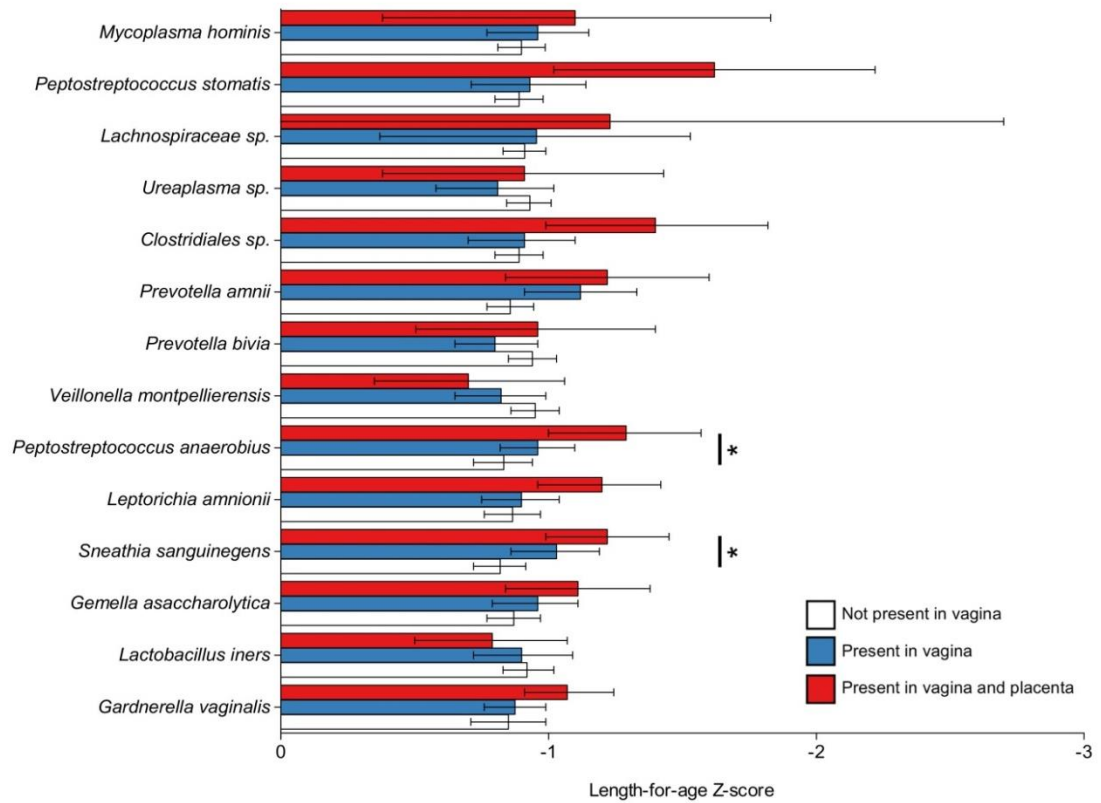 Mycoplasma hominis
Peptostreptococcus stomatis
Lachnospiraceae sp.
Ureaplasma sp.
Clostridiales sp.
Prevotella amnii
Prevotella bivia
Veillonella montpellierensis
Peptostreptococcus anaerobius
*
Leptorichia amnionii
Sneathia sanguinegens
*
Gemella asaccharolytica
Lactobacillus iners
Gardnerella vaginalis
Not present in vagina
Present in vagina
Present in vagina and placenta
0 -1 -2 -3
Length-for-age Z-score